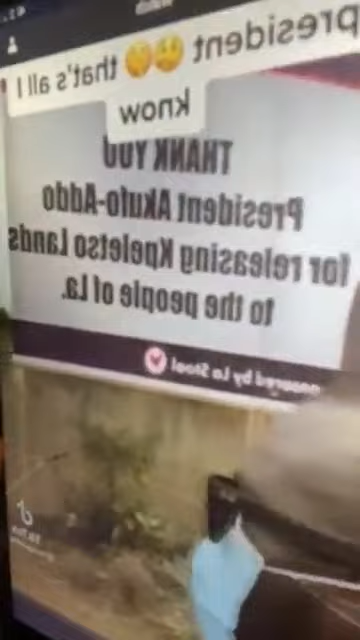 president 😕😕 that's all I
know
THANK YOU
President Akufo-Addo
for releasing Kpeletso Lands
to the people of La.
by La Stool